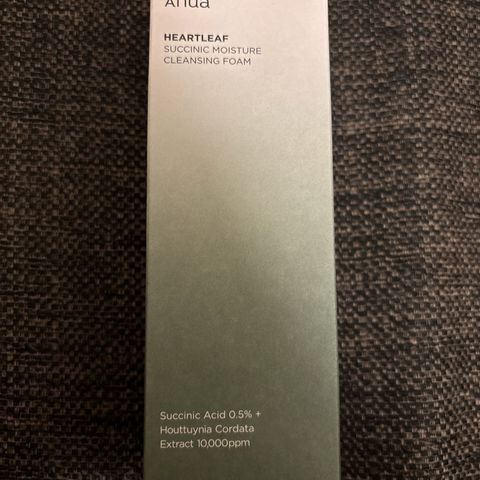 Anua
HEARTLEAF
SUCCINIC MOISTURE
CLEANSING FOAM
Succinic Acid 0.5% +
Houttuynia Cordata
Extract 10,000ppm